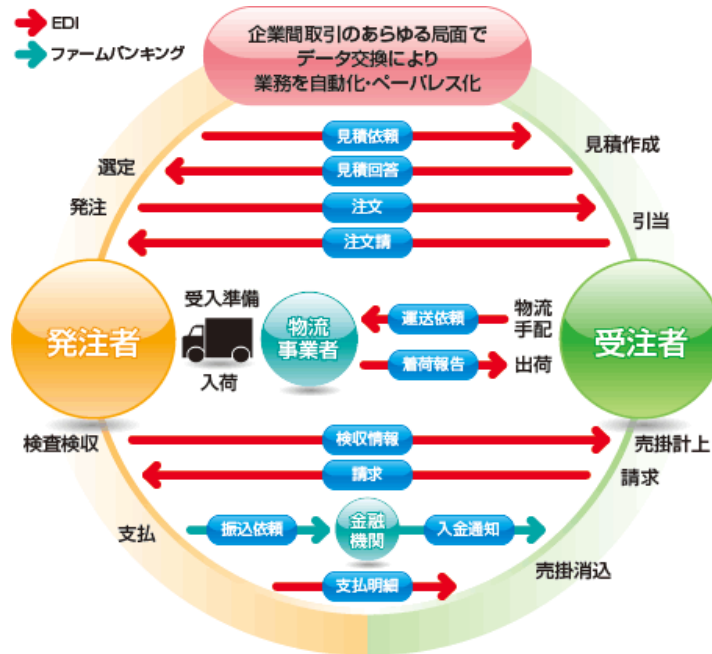 EDI
ファームバンキング
企業間取引のあらゆる局面で
データ交換により
業務を自動化・ペーパレス化
見積依頼
見積作成
選定
見積回答
発注
注文
引当
注文請
発注者
受入準備
入荷
物流
事業者
運送依頼
物流
手配
着荷報告
出荷
受注者
検査検収
検収情報
売掛計上
請求
請求
支払
振込依頼
金融
機関
入金通知
売掛消込
支払明細